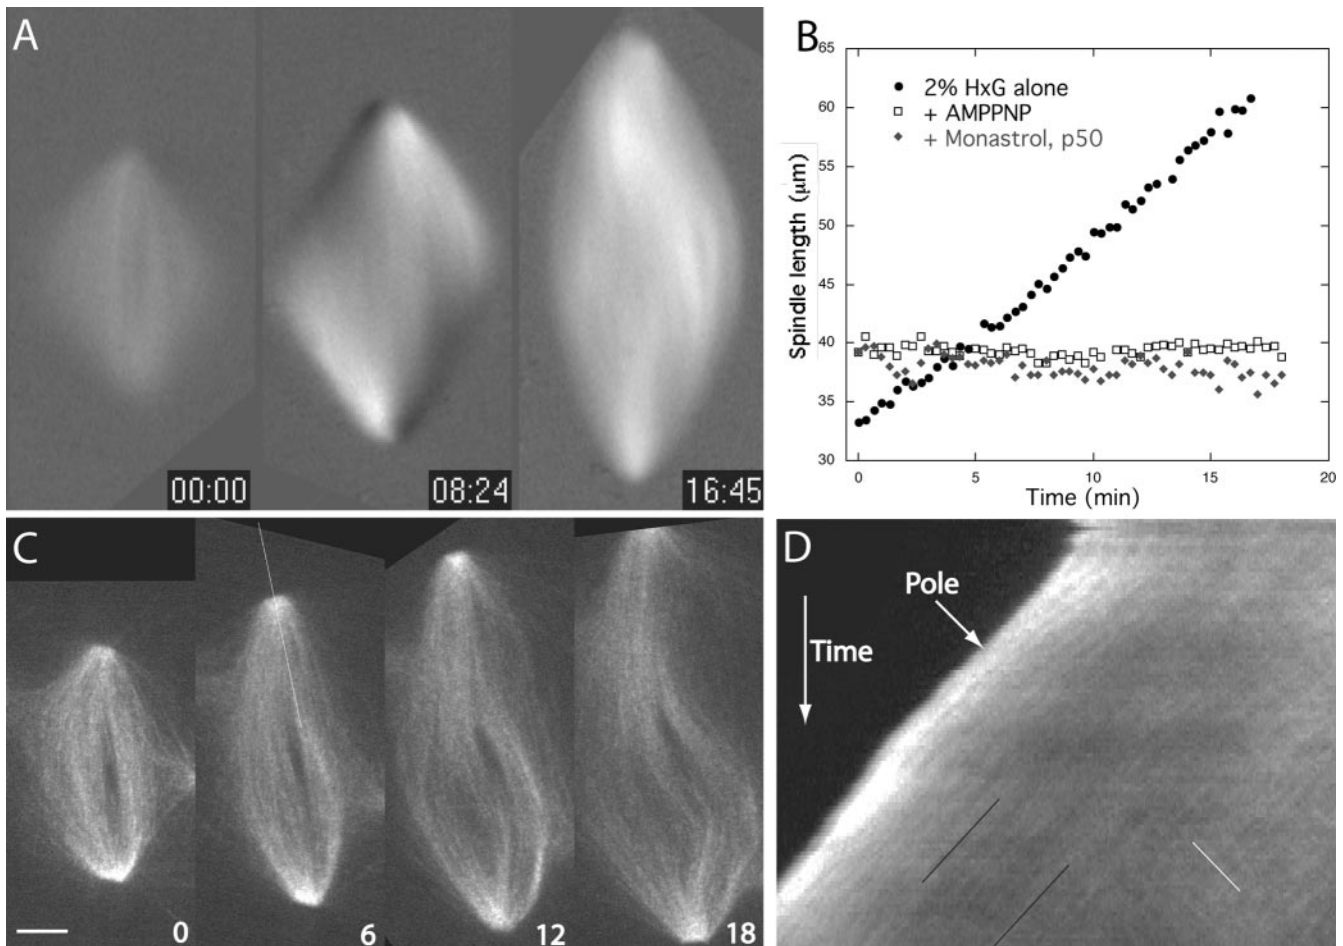 A
00:00
08:24
16:45
B
Spindle length (μm)
65
60
55
50
45
40
35
30
2% HxG alone
+ AMPPNP
+ Monastrol, p50
0
5
10
15
20
Time (min)
C
0
6
12
18
D
Pole
Time